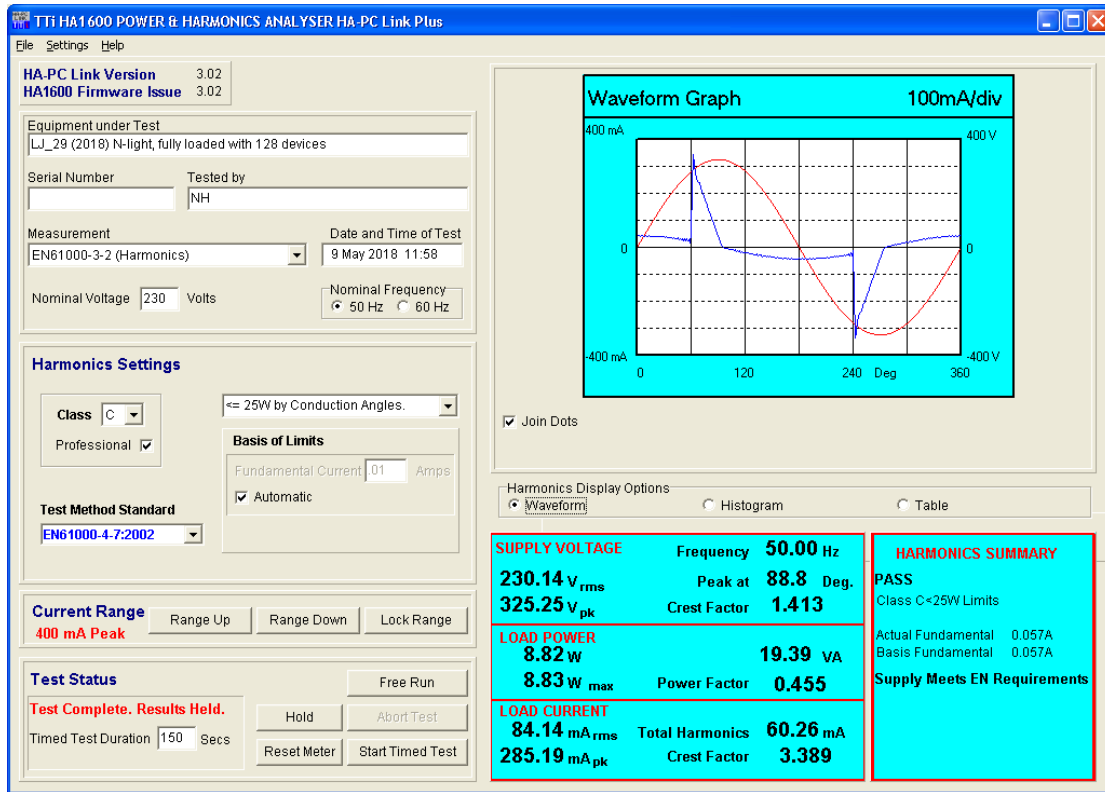 TTi HA1600 POWER & HARMONICS ANALYSER HA-PC Link Plus
File Settings Help
HA-PC Link Version 3.02
HA1600 Firmware Issue 3.02
Equipment under Test
LJ_29 (2018) N-light, fully loaded with 128 devices
Serial Number Tested by
NH
Measurement Date and Time of Test
EN61000-3-2 (Harmonics) 9 May 2018 11:58
Nominal Voltage 230 Volts
Nominal Frequency
50 Hz 60 Hz
Harmonics Settings
Class C
Professional
<= 25W by Conduction Angles.
Basis of Limits
Fundamental Current .01 Amps
Automatic
Test Method Standard
EN61000-4-7:2002
Current Range
400 mA Peak
Range Up Range Down Lock Range
Test Status
Test Complete. Results Held.
Timed Test Duration 150 Secs
Free Run
Hold Abort Test
Reset Meter Start Timed Test
Waveform Graph 100mA/div
400 mA 400 V
0 0
-400 mA -400 V
0 120 240 Deg 360
Join Dots
Harmonics Display Options
Waveform Histogram Table
SUPPLY VOLTAGE Frequency 50.00 Hz
230.14 V rms Peak at 88.8 Deg.
325.25 V pk Crest Factor 1.413
LOAD POWER
8.82 W 19.39 VA
8.83 W max Power Factor 0.455
LOAD CURRENT
84.14 mA rms Total Harmonics 60.26 mA
285.19 mA pk Crest Factor 3.389
HARMONICS SUMMARY
PASS
Class C<25W Limits
Actual Fundamental 0.057A
Basis Fundamental 0.057A
Supply Meets EN Requirements